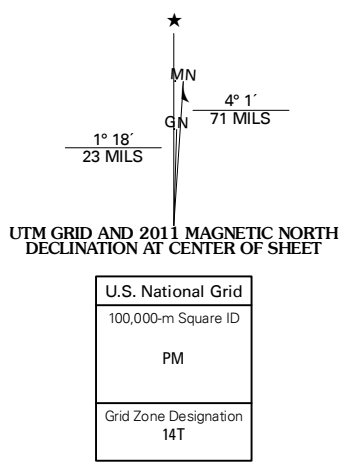 ★
MN
4° 1´
71 MILS
GN
1° 18´
23 MILS
UTM GRID AND 2011 MAGNETIC NORTH
DECLINATION AT CENTER OF SHEET
U.S. National Grid
100,000-m Square ID
PM
Grid Zone Designation
14T